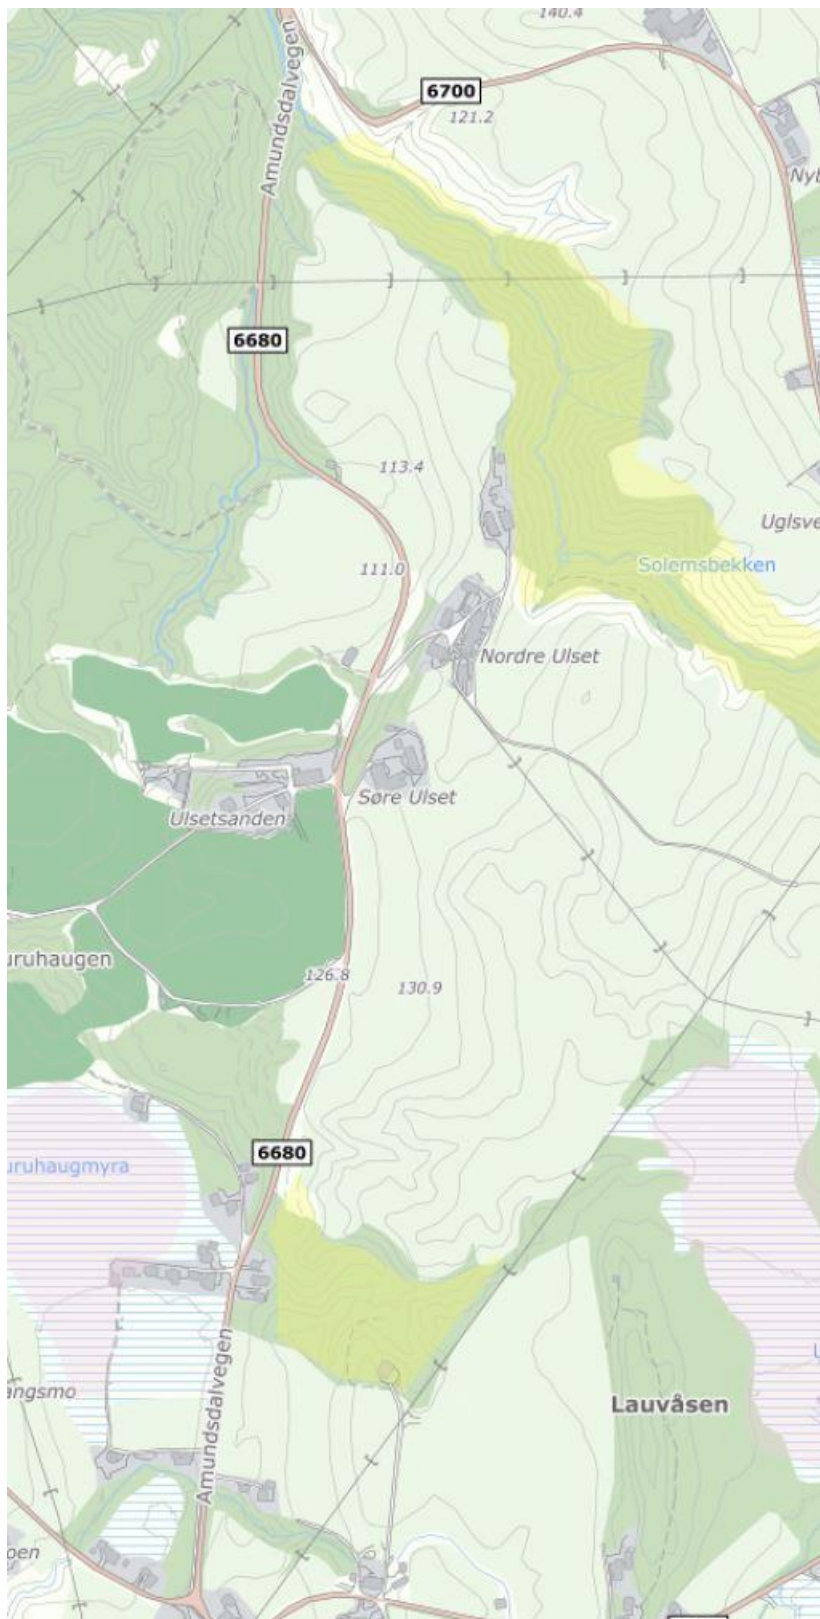 140.4
Amundsdalvegen
6700
121.2
Nyb
6680
113.4
Uglsve
111.0
Solemsbekken
Nordre Ulset
Søre Ulset
Ulsetsanden
uruhaugen
126.8
130.9
6680
uruhaugmyra
angsmo
Lauvåsen
Amundsdalvegen
oen